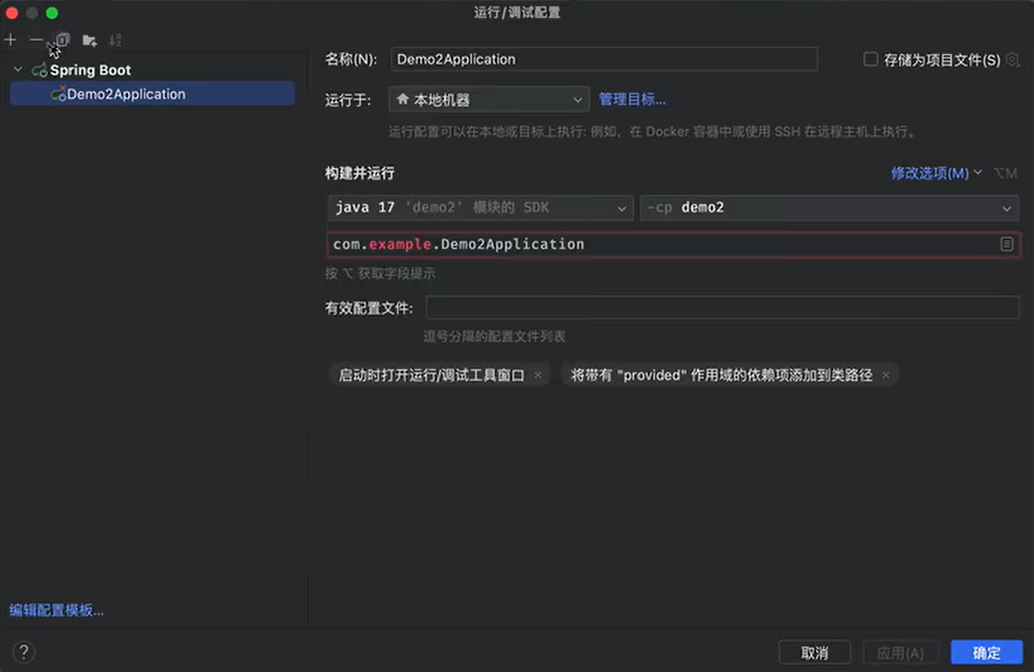 运行/调试配置
Spring Boot
Demo2Application
编辑配置模板...
名称(N): Demo2Application 存储为项目文件(S)
运行于: 本地机器 管理目标...
运行配置可以在本地或目标上执行: 例如，在 Docker 容器中或使用 SSH 在远程主机上执行。
构建并运行 修改选项(M) ⌥M
java 17 'demo2' 模块的 SDK -cp demo2
com.example.Demo2Application
按 ⌥ 获取字段提示
有效配置文件:
逗号分隔的配置文件列表
启动时打开运行/调试工具窗口 × 将带有 "provided" 作用域的依赖项添加到类路径 ×
? 取消 应用(A) 确定